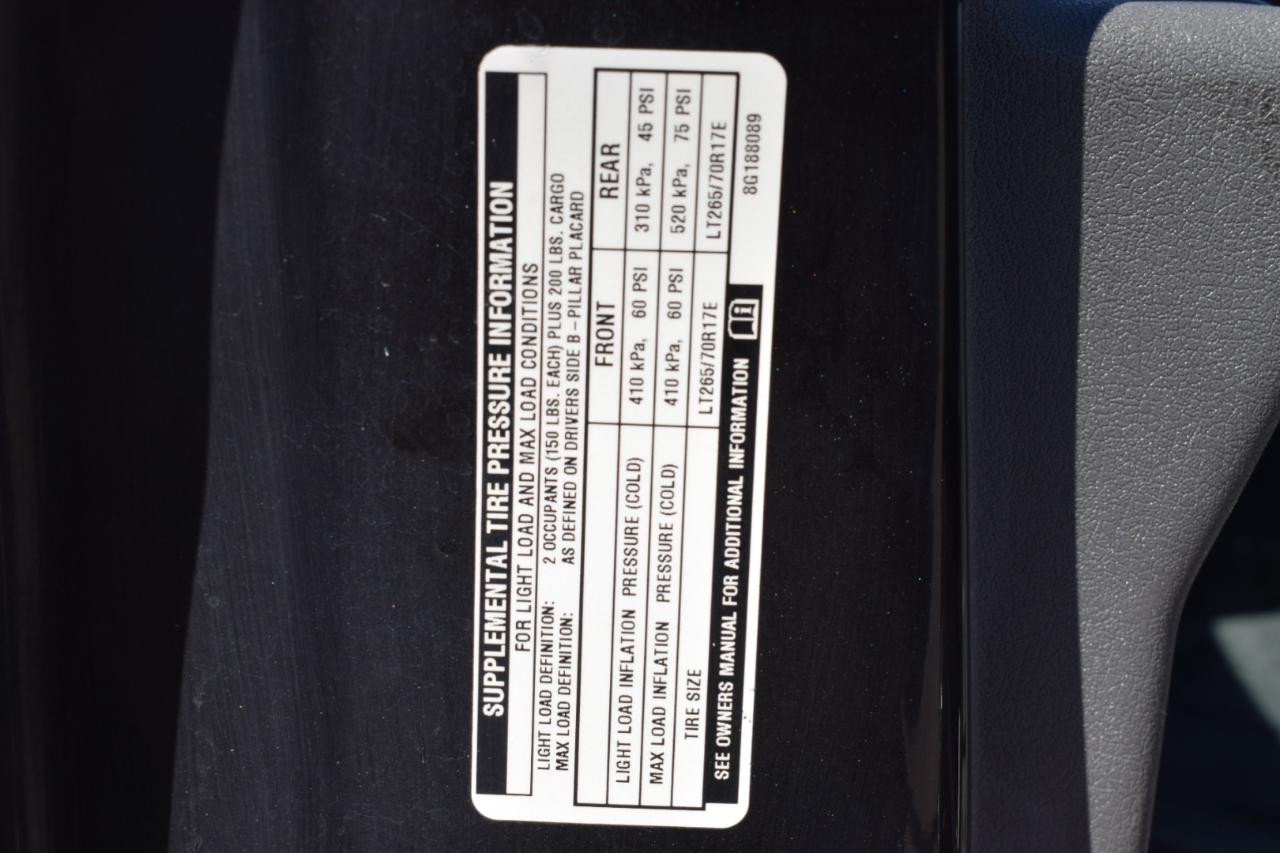 SUPPLEMENTAL TIRE PRESSURE INFORMATION
FOR LIGHT LOAD AND MAX LOAD CONDITIONS
LIGHT LOAD DEFINITION: 2 OCCUPANTS (150 LBS. EACH) PLUS 200 LBS. CARGO
MAX LOAD DEFINITION: AS DEFINED ON DRIVERS SIDE B-PILLAR PLACARD
FRONT REAR
LIGHT LOAD INFLATION PRESSURE (COLD) 410 kPa, 60 PSI 310 kPa, 45 PSI
MAX LOAD INFLATION PRESSURE (COLD) 410 kPa, 60 PSI 520 kPa, 75 PSI
TIRE SIZE LT265/70R17E LT265/70R17E
SEE OWNERS MANUAL FOR ADDITIONAL INFORMATION 8G188089